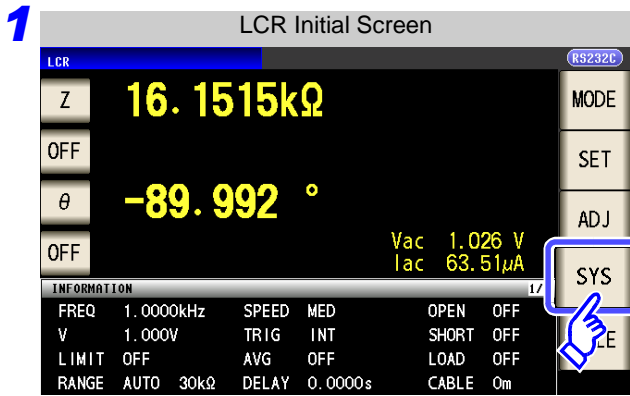 1
LCR Initial Screen
LCR
RS232C
Z 16.1515kΩ
MODE
OFF
SET
θ -89.992 °
ADJ
OFF
Vac 1.026 V
Iac 63.51μA
SYS
INFORMATION 1/
FREQ 1.0000kHz SPEED MED OPEN OFF
V 1.000V TRIG INT SHORT OFF
LIMIT OFF AVG OFF LOAD OFF
RANGE AUTO 30kΩ DELAY 0.0000s CABLE 0m